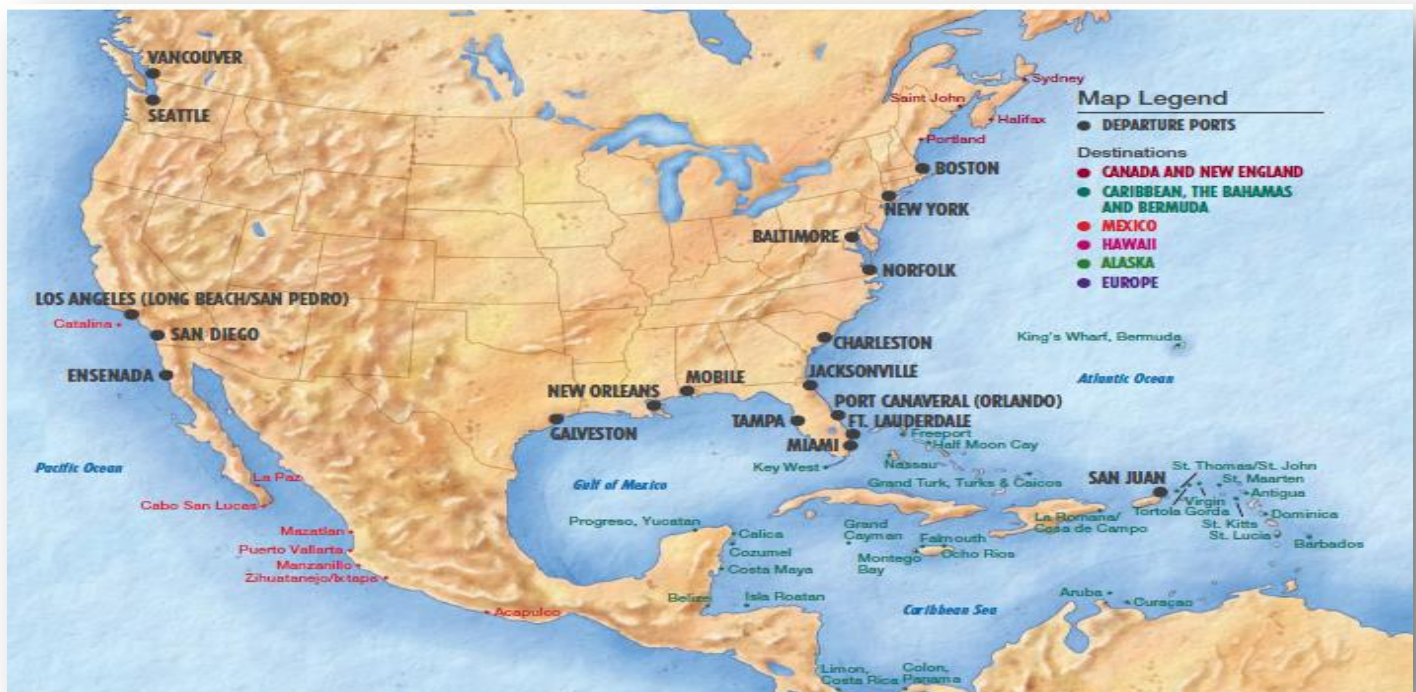 VANCOUVER
SEATTLE
Sydney
Saint John
Halifax
Portland
BOSTON
NEW YORK
BALTIMORE
NORFOLK
Map Legend
DEPARTURE PORTS
Destinations
CANADA AND NEW ENGLAND
CARIBBEAN, THE BAHAMAS
AND BERMUDA
MEXICO
HAWAII
ALASKA
EUROPE
LOS ANGELES (LONG BEACH/SAN PEDRO)
Catalina
SAN DIEGO
ENSENADA
CHARLESTON
King's Wharf, Bermuda
JACKSONVILLE
Atlantic Ocean
NEW ORLEANS
MOBILE
PORT CANAVERAL (ORLANDO)
GALVESTON
TAMPA
FT. LAUDERDALE
MIAMI
Freeport
Half Moon Cay
Pacific Ocean
La Paz
Cabo San Lucas
Gulf of Mexico
Key West
Nassau
Grand Turk, Turks & Caicos
SAN JUAN
St. Thomas/St. John
St. Maarten
Antigua
Virgin
Tortola Gorda
Dominica
St. Kitts
St. Lucia
Barbados
Mazatlan
Puerto Vallarta
Manzanillo
Zihuatanejo/Ixtapa
Acapulco
Progreso, Yucatan
Calica
Cozumel
Costa Maya
Belize
Isla Roatan
Grand
Cayman
Montego
Bay
Falmouth
Ocho Rios
La Romana/
Casa de Campo
Caribbean Sea
Aruba
Curaçao
Limon,
Costa Rica
Colon,
Panama